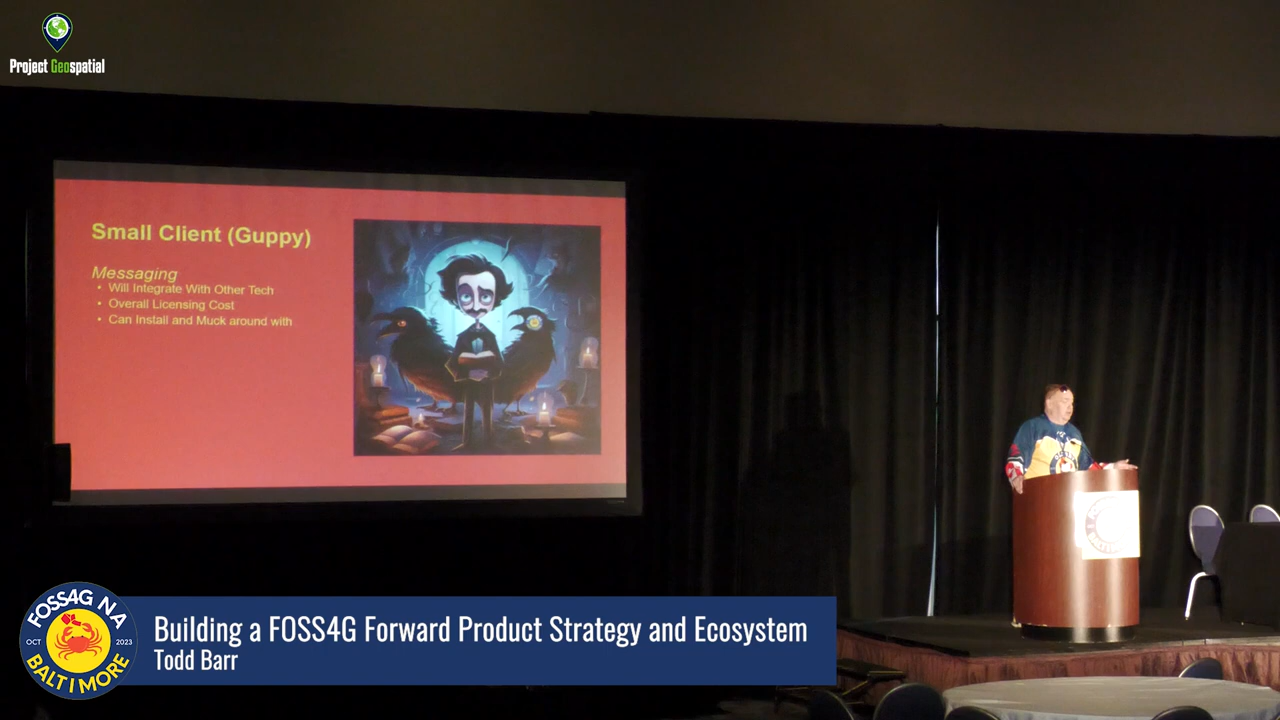 Project Geospatial
Small Client (Guppy)
Messaging
• Will Integrate With Other Tech
• Overall Licensing Cost
• Can Install and Muck around with
FOSS4G NA
OCT 2023
BALTIMORE
Building a FOSS4G Forward Product Strategy and Ecosystem
Todd Barr